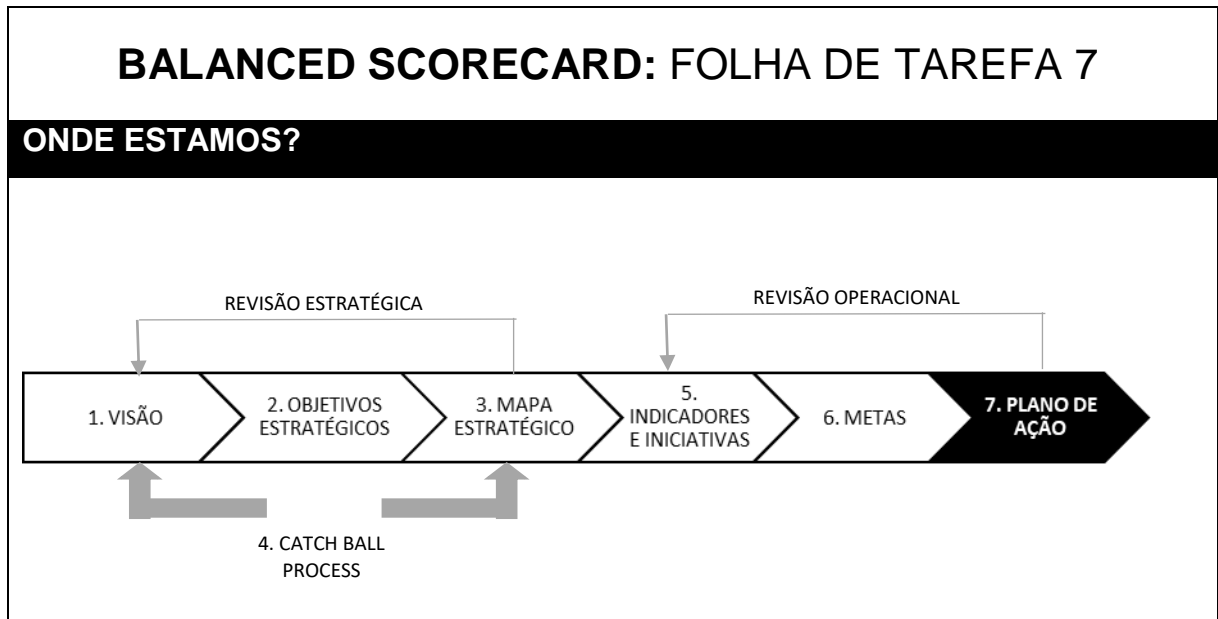 BALANCED SCORECARD: FOLHA DE TAREFA 7
ONDE ESTAMOS?
REVISÃO ESTRATÉGICA
REVISÃO OPERACIONAL
1. VISÃO
2. OBJETIVOS
ESTRATÉGICOS
3. MAPA
ESTRATÉGICO
5.
INDICADORES
E INICIATIVAS
6. METAS
7. PLANO DE
AÇÃO
4. CATCH BALL
PROCESS